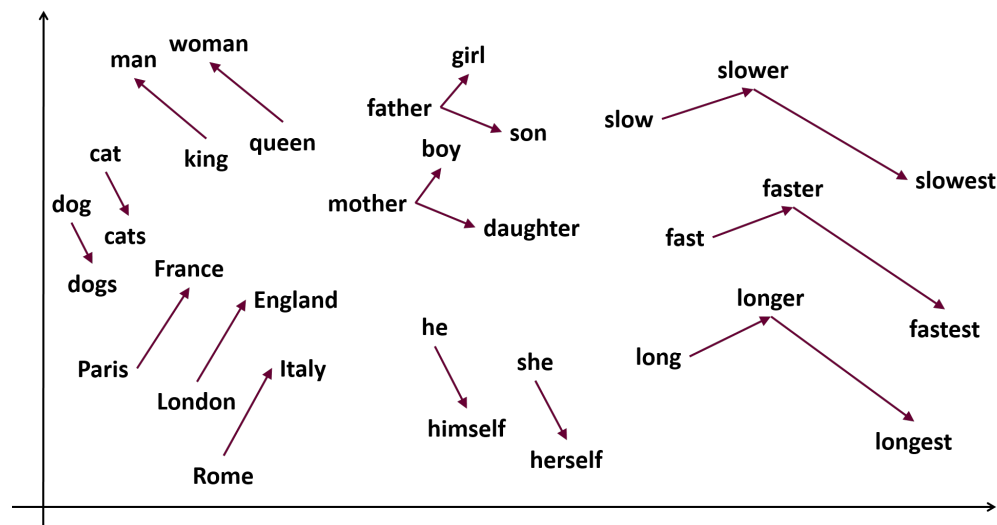 man
woman
king
queen
cat
cats
dog
dogs
France
England
Paris
London
Italy
Rome
father
girl
son
boy
mother
daughter
he
himself
she
herself
slow
slower
slowest
fast
faster
fastest
long
longer
longest